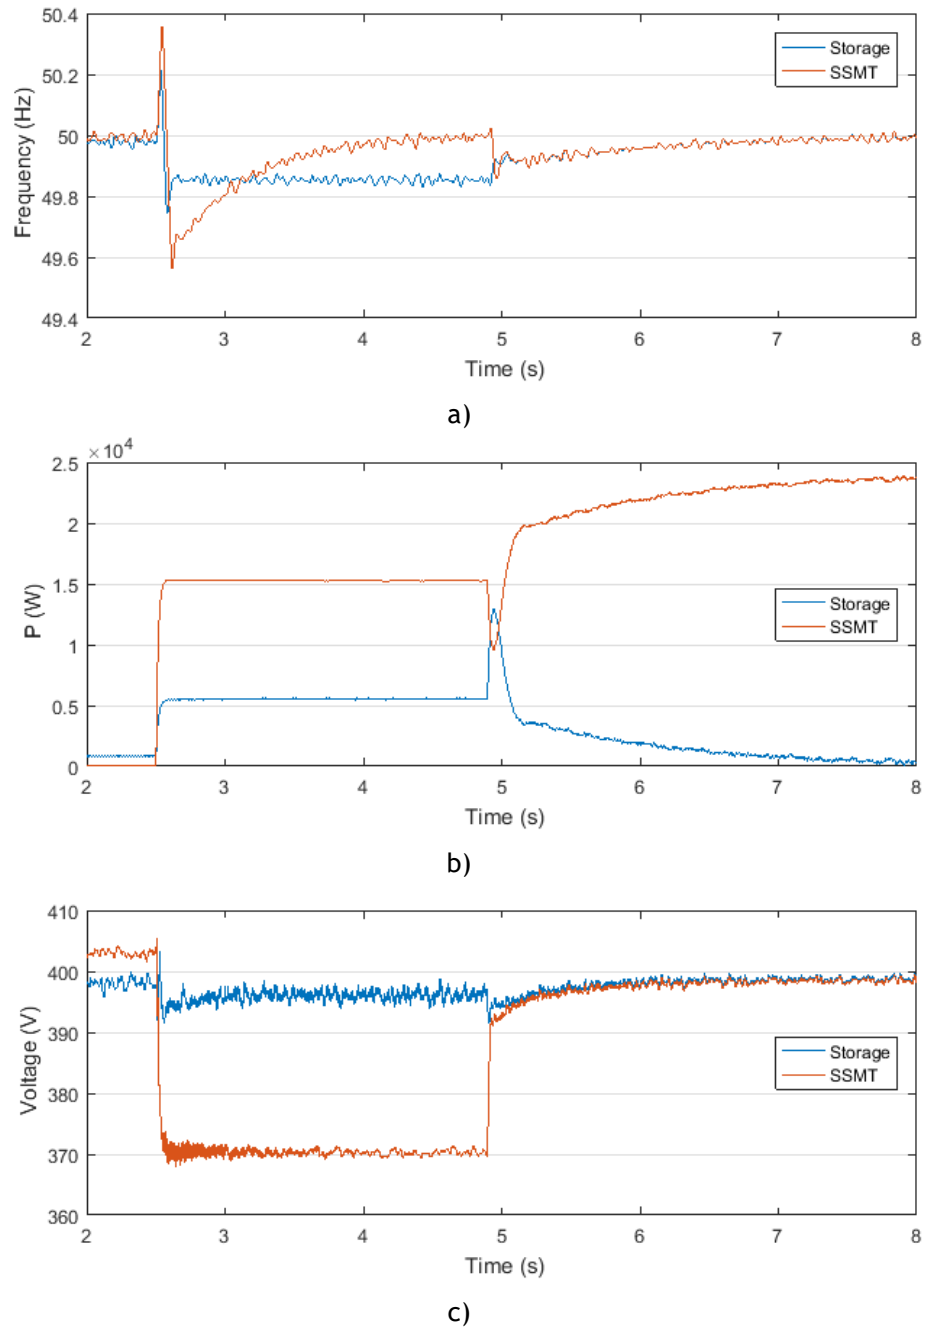 50.4
50.2
50
49.8
49.6
49.4
Frequency (Hz)
Storage
SSMT
2 3 4 5 6 7 8
Time (s)
a)
×10^4
2.5
2
1.5
1
0.5
0
P (W)
Storage
SSMT
2 3 4 5 6 7 8
Time (s)
b)
410
400
390
380
370
360
Voltage (V)
Storage
SSMT
2 3 4 5 6 7 8
Time (s)
c)